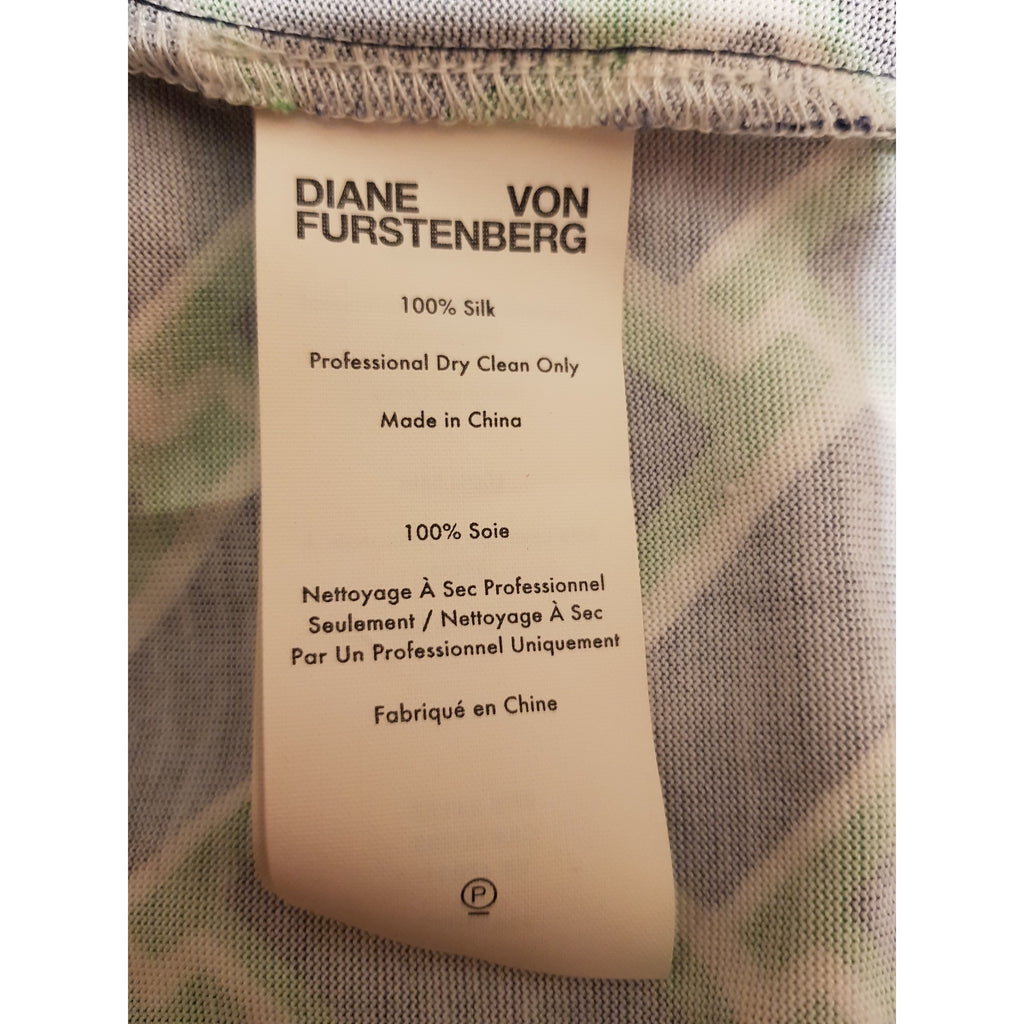 DIANE VON
FURSTENBERG
100% Silk
Professional Dry Clean Only
Made in China
100% Soie
Nettoyage À Sec Professionnel
Seulement / Nettoyage À Sec
Par Un Professionnel Uniquement
Fabriqué en Chine
P